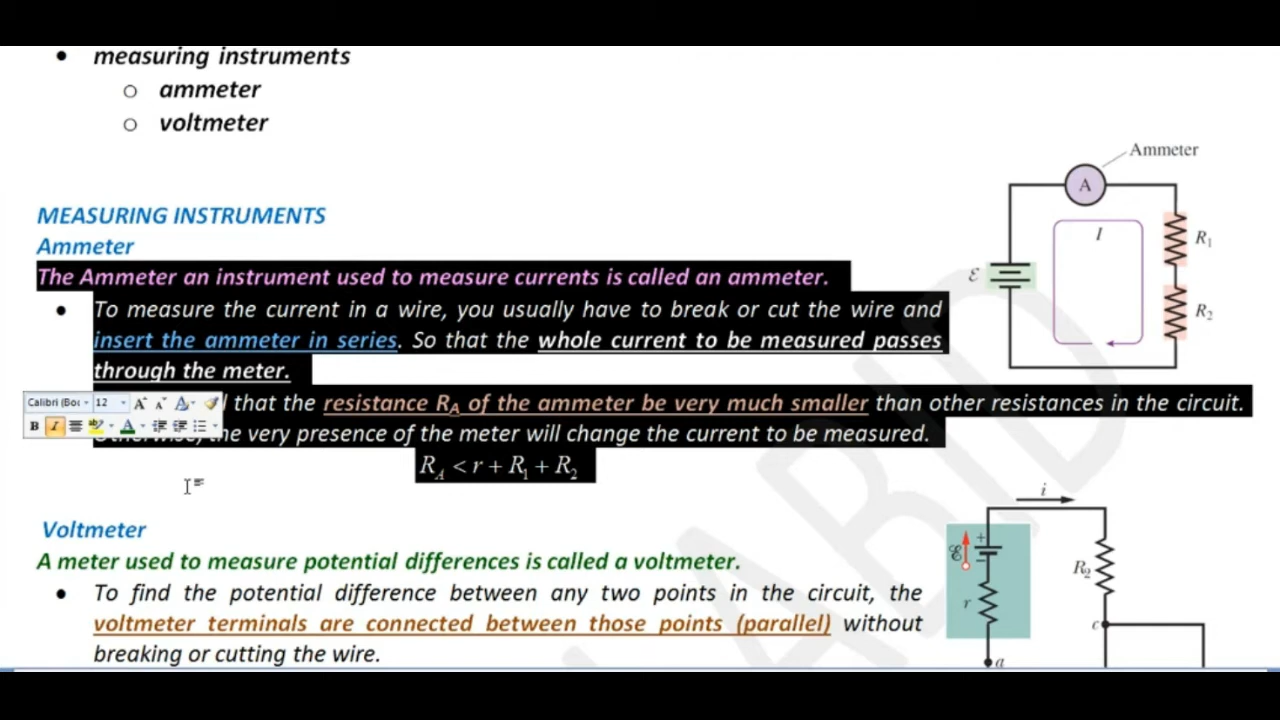 measuring instruments
ammeter
voltmeter
Ammeter
A
MEASURING INSTRUMENTS
Ammeter
I
R1
ℰ
R2
The Ammeter an instrument used to measure currents is called an ammeter.
To measure the current in a wire, you usually have to break or cut the wire and
insert the ammeter in series. So that the whole current to be measured passes
through the meter.
Calibri (Boc 12
that the resistance RA of the ammeter be very much smaller than other resistances in the circuit.
B I
the very presence of the meter will change the current to be measured.
RA < r + R1 + R2
i
Voltmeter
A meter used to measure potential differences is called a voltmeter.
ℰ
+
−
R2
r
To find the potential difference between any two points in the circuit, the
voltmeter terminals are connected between those points (parallel) without
c
breaking or cutting the wire.
a